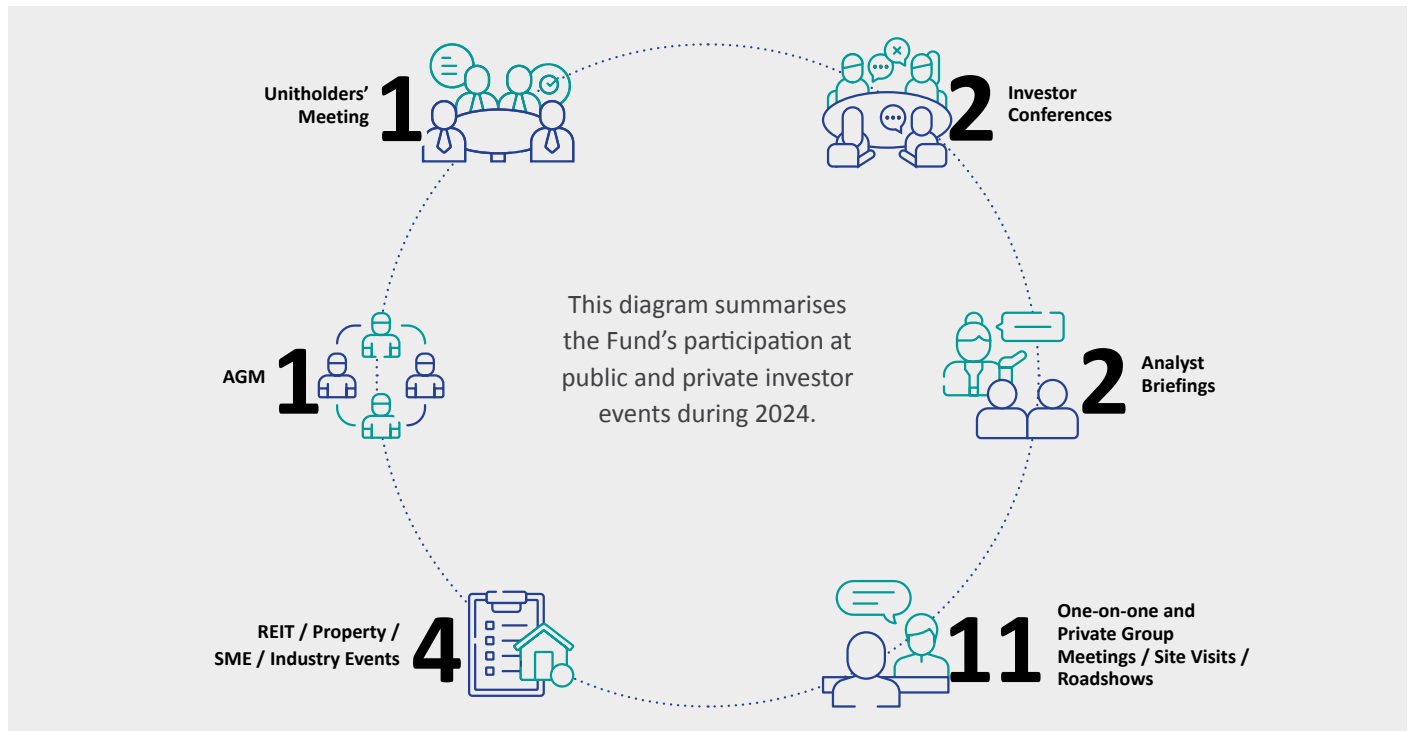 Unitholders’
Meeting
1
2
Investor
Conferences
This diagram summarises
the Fund’s participation at
public and private investor
events during 2024.
AGM
1
2
Analyst
Briefings
REIT / Property /
SME / Industry Events
4
11
One-on-one and
Private Group
Meetings / Site Visits /
Roadshows